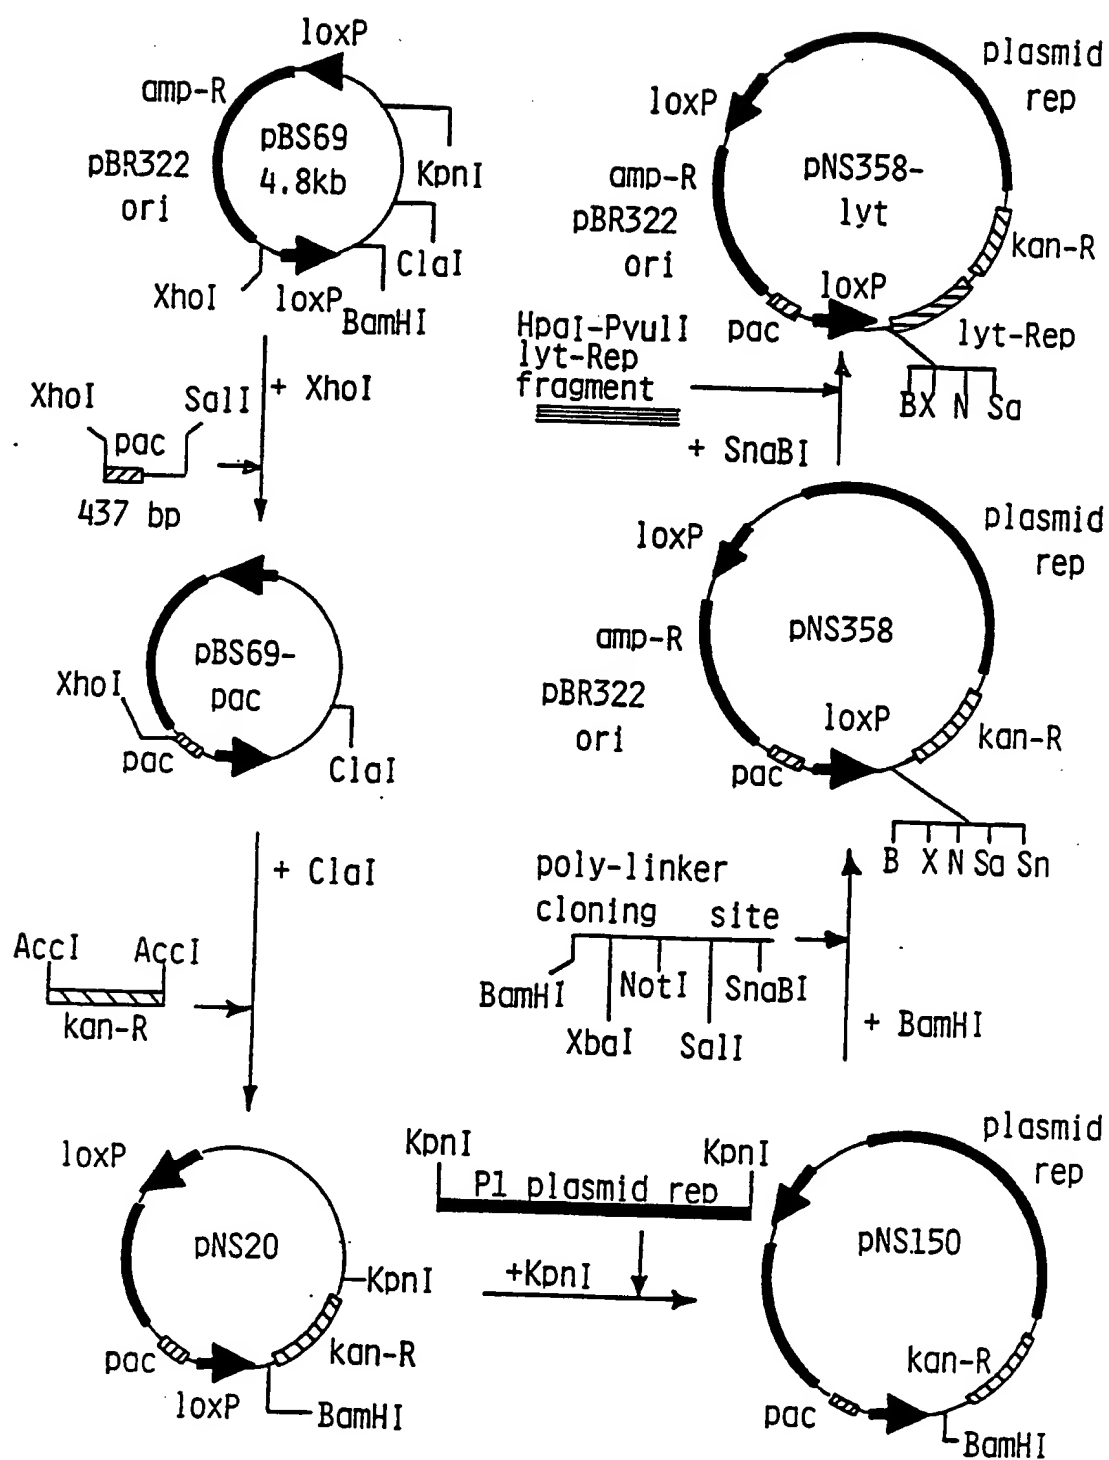 loxP
amp-R
pBS69
4.8kb
pBR322
ori
KpnI
ClaI
XhoI
loxP
BamHI
+ XhoI
XhoI
SalI
pac
437 bp
pBS69-
pac
XhoI
pac
ClaI
+ ClaI
AccI
AccI
kan-R
loxP
pNS20
KpnI
pac
kan-R
loxP
BamHI
KpnI
KpnI
P1 plasmid rep
+KpnI
plasmid
rep
pNS150
kan-R
pac
BamHI
poly-linker
cloning site
BamHI
NotI
SnaBI
XbaI
SalI
+ BamHI
plasmid
rep
loxP
pNS358
amp-R
pBR322
ori
loxP
kan-R
pac
B X N Sa Sn
HpaI-PvuII
lyt-Rep
fragment
+ SnaBI
plasmid
rep
loxP
pNS358-
lyt
amp-R
pBR322
ori
kan-R
loxP
pac
lyt-Rep
BX N Sa